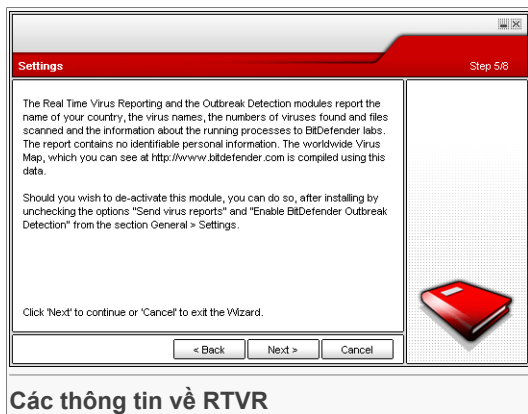 Settings
Step 5/8
The Real Time Virus Reporting and the Outbreak Detection modules report the
name of your country, the virus names, the numbers of viruses found and files
scanned and the information about the running processes to BitDefender labs.
The report contains no identifiable personal information. The worldwide Virus
Map, which you can see at http://www.bitdefender.com is compiled using this
data.
Should you wish to de-activate this module, you can do so, after installing by
unchecking the options "Send virus reports" and "Enable BitDefender Outbreak
Detection" from the section General > Settings.
Click 'Next' to continue or 'Cancel' to exit the Wizard.
< Back
Next >
Cancel
Các thông tin về RTVR